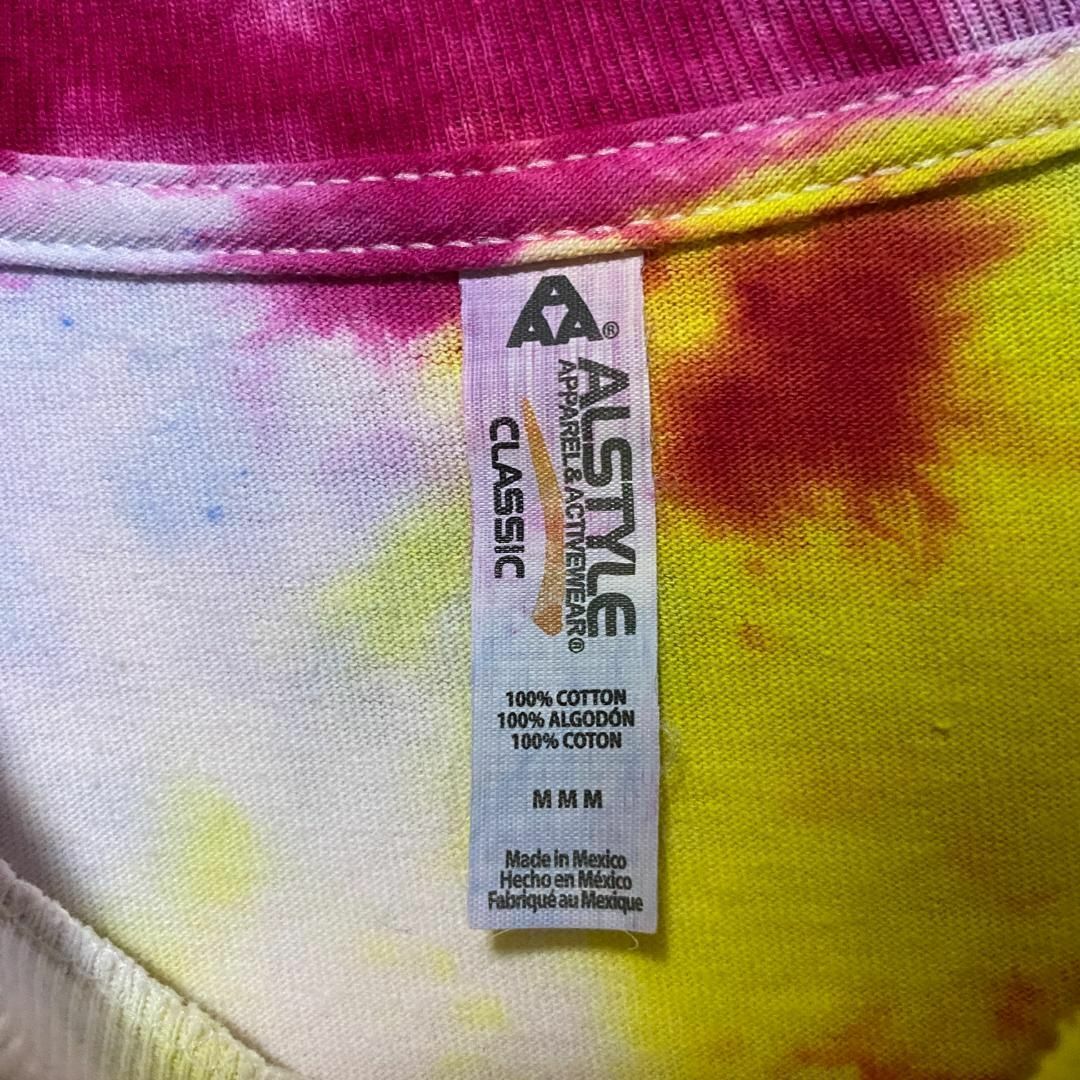 AAA®
ALSTYLE
APPAREL & ACTIVEWEAR®
CLASSIC
100% COTTON
100% ALGODÓN
100% COTON
M M M
Made in Mexico
Hecho en México
Fabriqué au Mexique